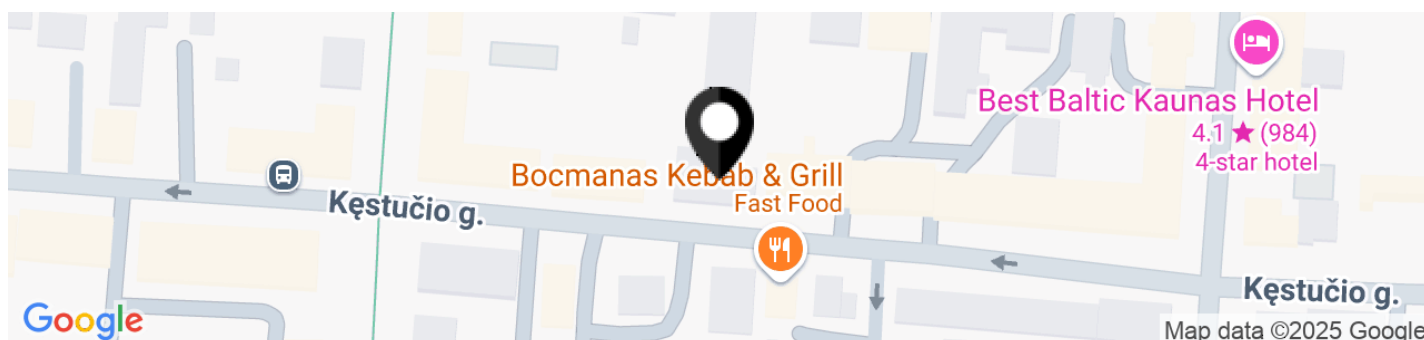 Best Baltic Kaunas Hotel
4.1 ★ (984)
4-star hotel
Bocmanas Kebab & Grill
Fast Food
Kęstučio g.
Kęstučio g.
Google
Map data ©2025 Google